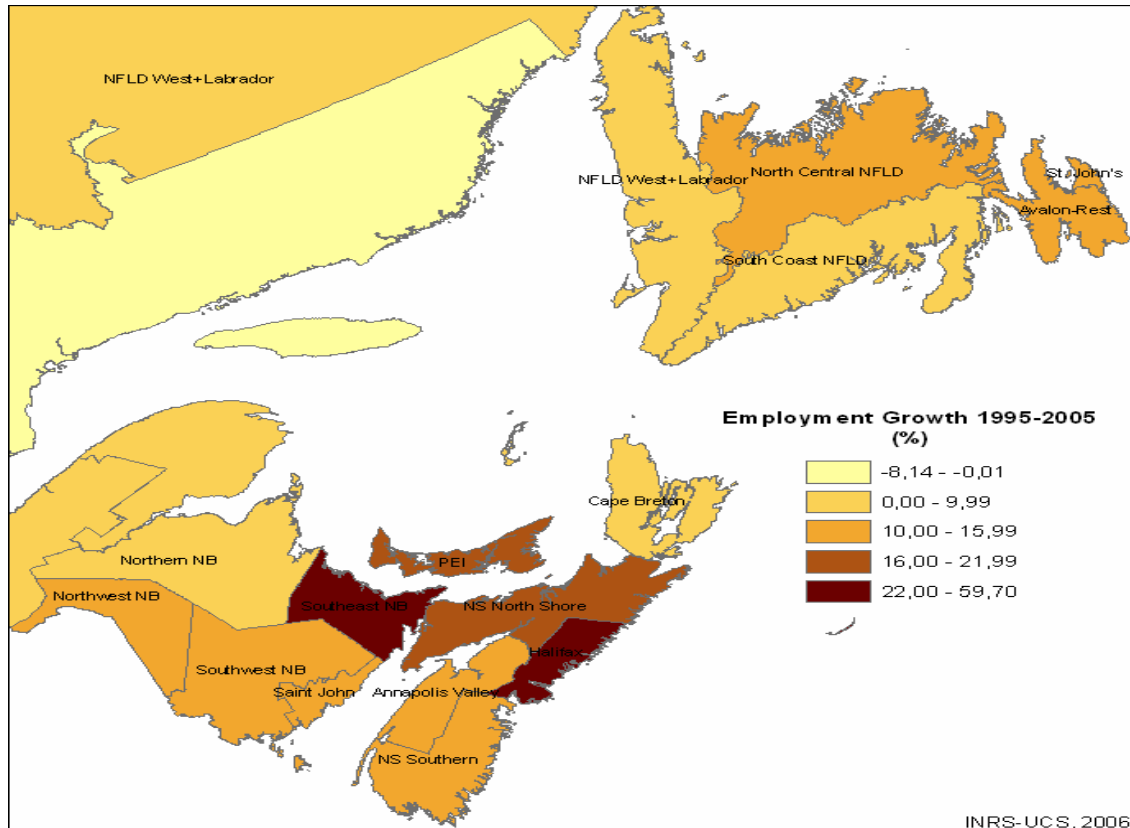 NFLD West+Labrador
NFLD West+Labrador
North Central NFLD
St. John's
Avalon-Rest
South Coast NFLD
Employment Growth 1995-2005
(%)
-8,14 - -0,01
0,00 - 9,99
10,00 - 15,99
16,00 - 21,99
22,00 - 59,70
Cape Breton
Northern NB
PEI
Northwest NB
Southeast NB
NS North Shore
Halifax
Southwest NB
Saint John
Annapolis Valley
NS Southern
INRS-UCS, 2006